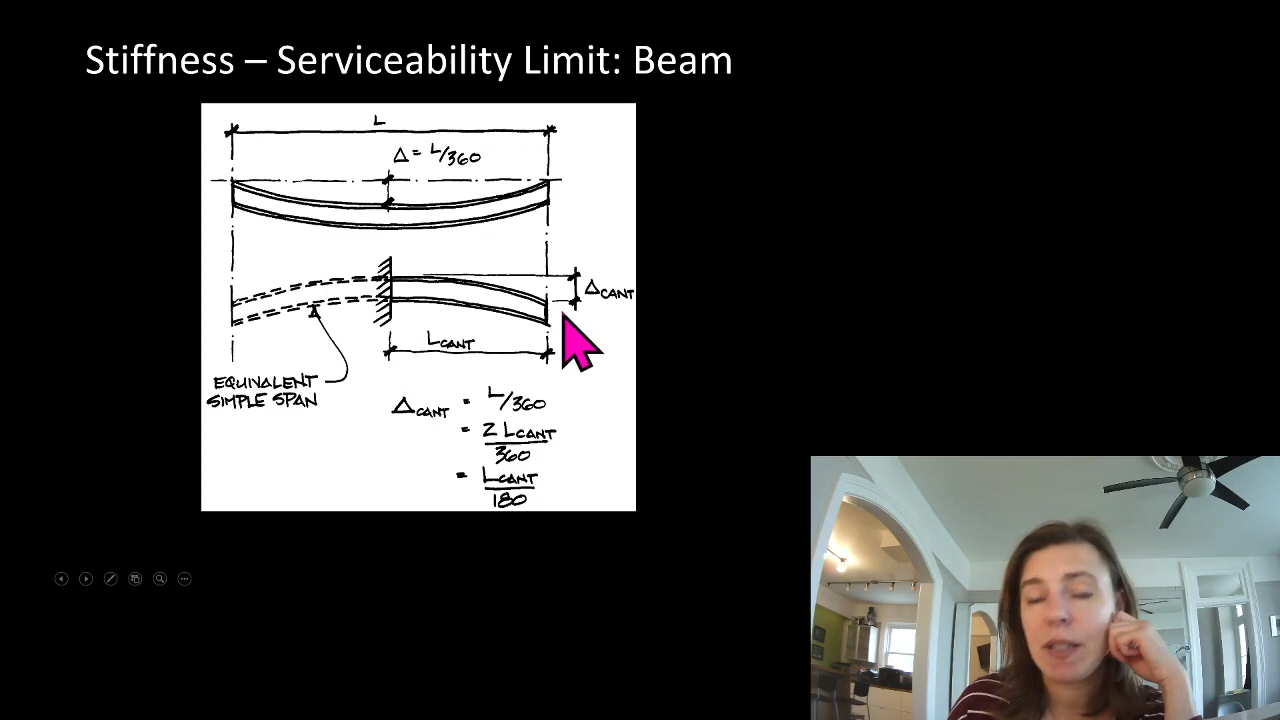 Stiffness – Serviceability Limit: Beam
L
Δ = L/360
ΔCANT
LCANT
EQUIVALENT
SIMPLE SPAN
ΔCANT = L/360
= 2 LCANT
360
= LCANT
180